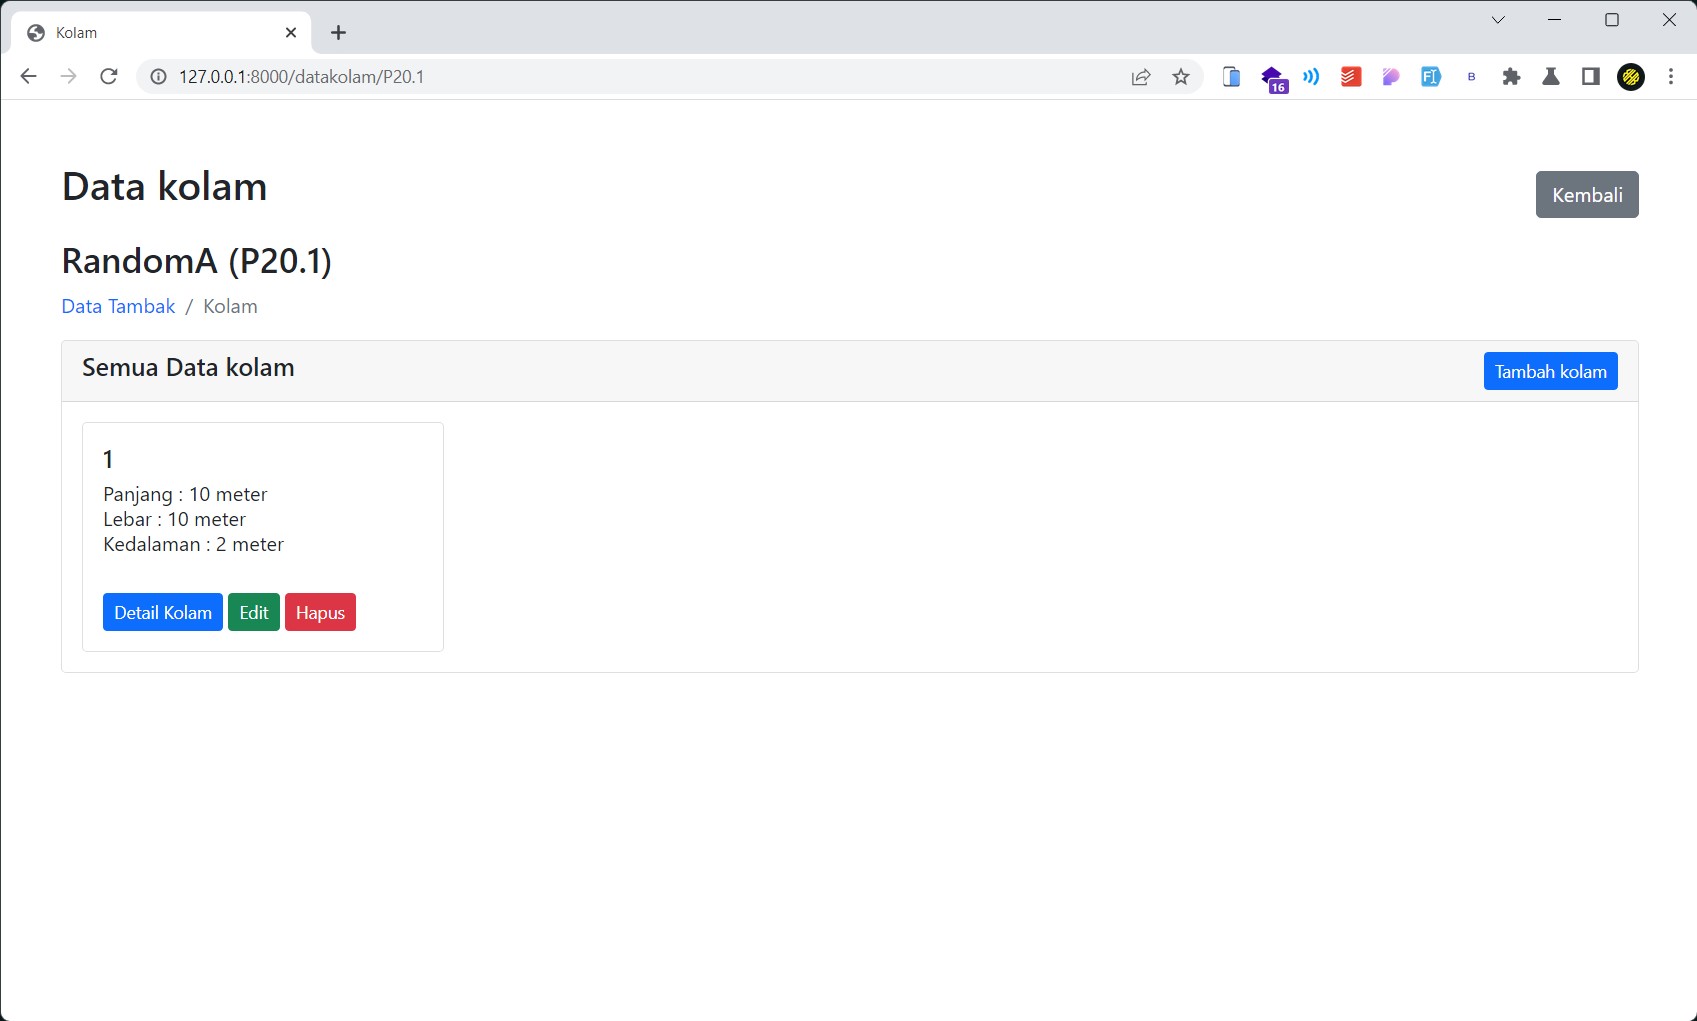 Kolam
127.0.0.1:8000/datakolam/P20.1
16
B
Data kolam
Kembali
RandomA (P20.1)
Data Tambak / Kolam
Semua Data kolam
Tambah kolam
1
Panjang : 10 meter
Lebar : 10 meter
Kedalaman : 2 meter
Detail Kolam
Edit
Hapus